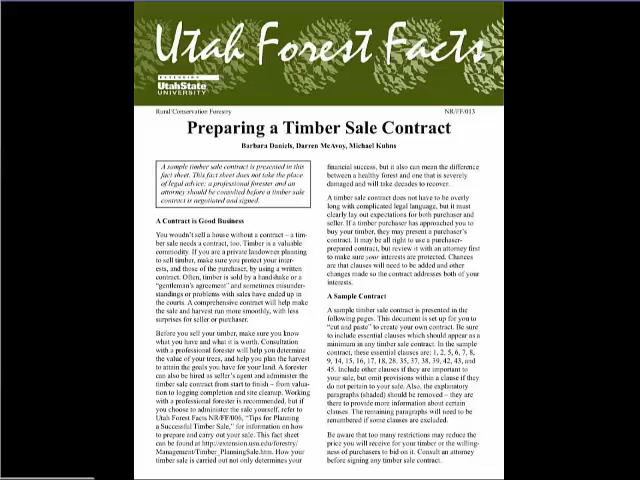 Utah Forest Facts
EXTENSION
UtahState
UNIVERSITY
Rural/Conservation Forestry
NR/FF/013
Preparing a Timber Sale Contract
Barbara Daniels, Darren McAvoy, Michael Kuhns
A sample timber sale contract is presented in this
fact sheet. This fact sheet does not take the place
of legal advice; a professional forester and an
attorney should be consulted before a timber sale
contract is negotiated and signed.
A Contract is Good Business
You woudn't sell a house without a contract – a tim-
ber sale needs a contract, too. Timber is a valuable
commodity. If you are a private landowner planning
to sell timber, make sure you protect your inter-
ests, and those of the purchaser, by using a written
contract. Often, timber is sold by a handshake or a
"gentlemen's agreement" and sometimes misunder-
standings or problems with sales have ended up in
the courts. A comprehensive contract will help make
the sale and harvest run more smoothly, with less
surprises for seller or purchaser.
Before you sell your timber, make sure you know
what you have and what it is worth. Consultation
with a professional forester will help you determine
the value of your trees, and help you plan the harvest
to attain the goals you have for your land. A forester
can also be hired as seller's agent and administer the
timber sale contract from start to finish – from valua-
tion to logging completion and site cleanup. Working
with a professional forester is recommended, but if
you choose to administer the sale yourself, refer to
Utah Forest Facts NR/FF/006, "Tips for Planning
a Successful Timber Sale," for information on how
to prepare and carry out your sale. This fact sheet
can be found at http://extension.usu.edu/forestry/
Management/Timber_PlanningSale.htm. How your
timber sale is carried out not only determines your
financial success, but it also can mean the difference
between a healthy forest and one that is severely
damaged and will take decades to recover.
A timber sale contract does not have to be overly
long with complicated legal language, but it must
clearly lay out expectations for both purchaser and
seller. If a timber purchaser has approached you to
buy your timber, they may present a purchaser's
contract. It may be all right to use a purchaser-
prepared contract, but review it with an attorney first
to make sure your interests are protected. Chances
are that clauses will need to be added and other
changes made so the contract addresses both of your
interests.
A Sample Contract
A sample timber sale contract is presented in the
following pages. This document is set up for you to
"cut and paste" to create your own contract. Be sure
to include essential clauses which should appear as a
minimum in any timber sale contract. In the sample
contract, these essential clauses are: 1, 2, 5, 6, 7, 8,
9, 14, 15, 16, 17, 18, 28, 35, 37, 38, 39, 42, 43, and
45. Include other clauses if they are important to
your sale, but omit provisions within a clause if they
do not pertain to your sale. Also, the explanatory
paragraphs (shaded) should be removed – they are
there to provide more information about certain
clauses. The remaining paragraphs will need to be
renumbered if some clauses are excluded.
Be aware that too many restrictions may reduce the
price you will receive for your timber or the willing-
ness of purchasers to bid on it. Consult an attorney
before signing any timber sale contract.